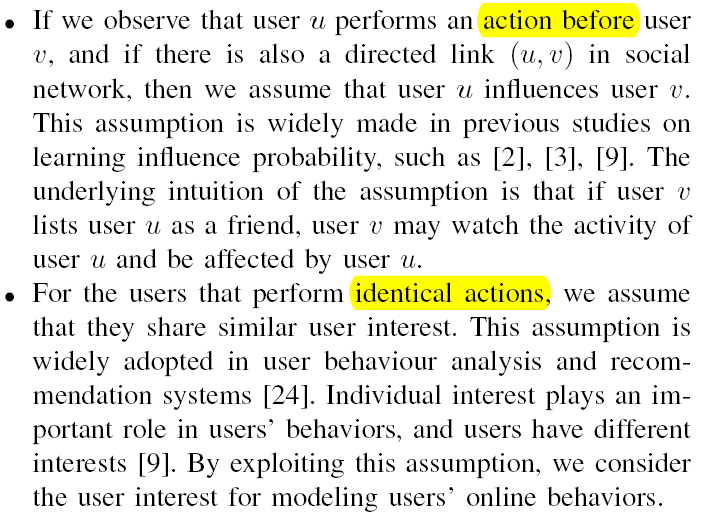 • If we observe that user u performs an action before user
v, and if there is also a directed link (u, v) in social
network, then we assume that user u influences user v.
This assumption is widely made in previous studies on
learning influence probability, such as [2], [3], [9]. The
underlying intuition of the assumption is that if user v
lists user u as a friend, user v may watch the activity of
user u and be affected by user u.
• For the users that perform identical actions, we assume
that they share similar user interest. This assumption is
widely adopted in user behaviour analysis and recom-
mendation systems [24]. Individual interest plays an im-
portant role in users' behaviors, and users have different
interests [9]. By exploiting this assumption, we consider
the user interest for modeling users' online behaviors.